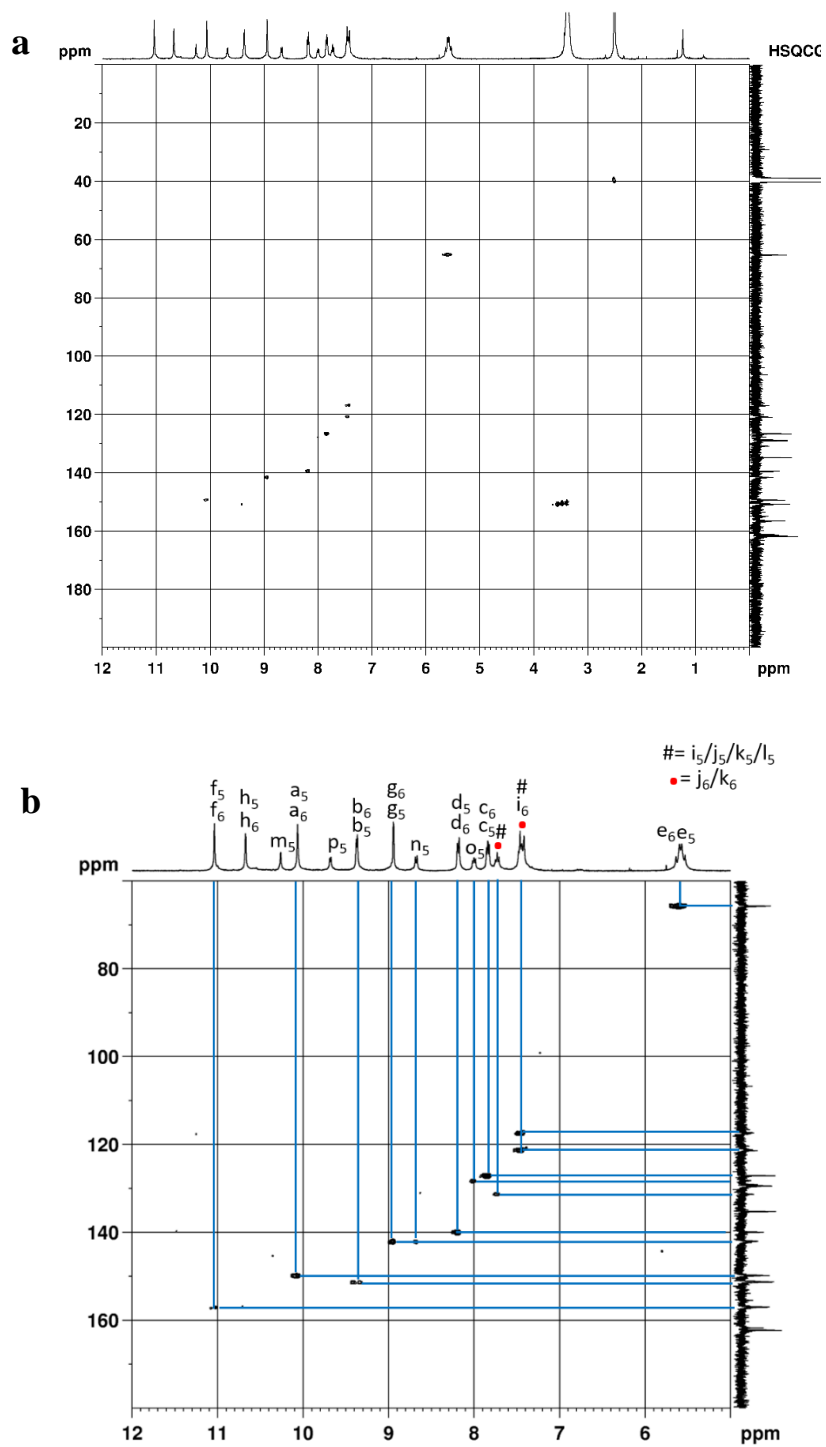 a
ppm
HSQCG
20
40
60
80
100
120
140
160
180
12 11 10 9 8 7 6 5 4 3 2 1 ppm
#= i₅/j₅/k₅/l₅
● = j₆/k₆
b
f₅ h₅ a₅ b₆ g₆ d₅ c₆ #
f₆ h₆ m₅ a₆ p₅ b₅ g₅ n₅ d₆ o₅ c₅ # i₆ e₆ e₅
ppm
80
100
120
140
160
12 11 10 9 8 7 6 ppm